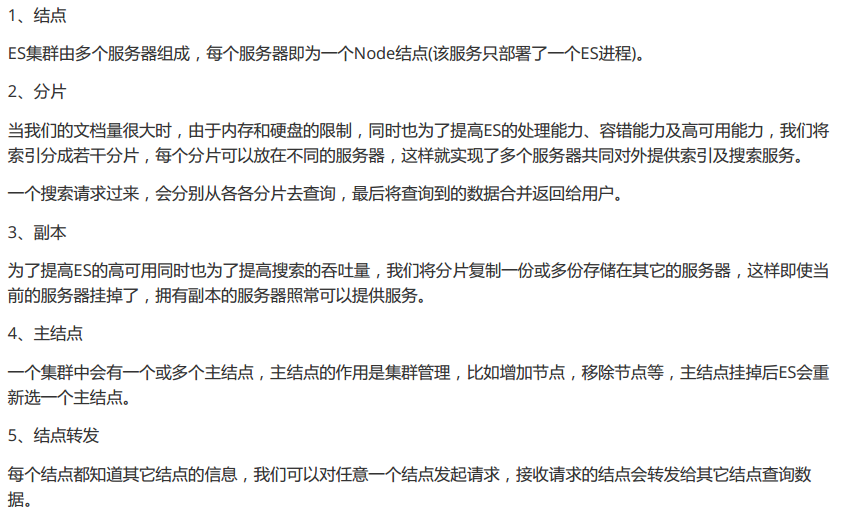 1、结点
ES集群由多个服务器组成，每个服务器即为一个Node结点(该服务只部署了一个ES进程)。
2、分片
当我们的文档量很大时，由于内存和硬盘的限制，同时也为了提高ES的处理能力、容错能力及高可用能力，我们将
索引分成若干分片，每个分片可以放在不同的服务器，这样就实现了多个服务器共同对外提供索引及搜索服务。
一个搜索请求过来，会分别从各各分片去查询，最后将查询到的数据合并返回给用户。
3、副本
为了提高ES的高可用同时也为了提高搜索的吞吐量，我们将分片复制一份或多份存储在其它的服务器，这样即使当
前的服务器挂掉了，拥有副本的服务器照常可以提供服务。
4、主结点
一个集群中会有一个或多个主结点，主结点的作用是集群管理，比如增加节点，移除节点等，主结点挂掉后ES会重
新选一个主结点。
5、结点转发
每个结点都知道其它结点的信息，我们可以对任意一个结点发起请求，接收请求的结点会转发给其它结点查询数
据。